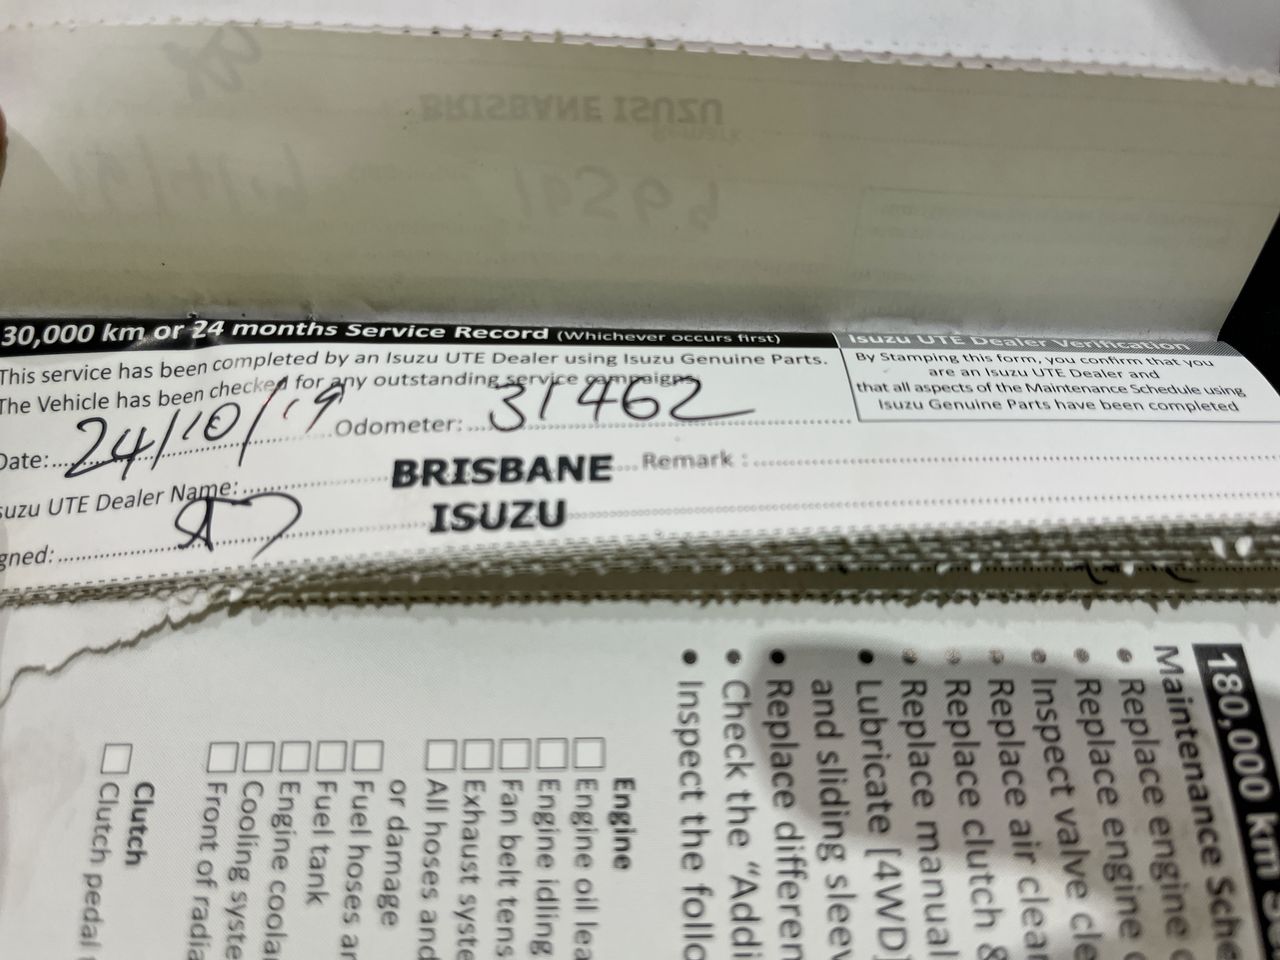 BRISBANE ISUZU
30,000 km or 24 months Service Record (Whichever occurs first)
Isuzu UTE Dealer Verification
This service has been completed by an Isuzu UTE Dealer using Isuzu Genuine Parts.
The Vehicle has been checked for any outstanding service campaigns
By Stamping this form, you confirm that you
are an Isuzu UTE Dealer and
that all aspects of the Maintenance Schedule using
Isuzu Genuine Parts have been completed
Date: 24/10/19 Odometer: 31462
suzu UTE Dealer Name: BRISBANE Remark :
ISUZU
gned:
180,000 km
Maintenance Sche
• Replace engine
• Replace engine
• Inspect valve cle
• Replace air clear
• Replace clutch &
• Replace manual
• Lubricate [4WD]
and sliding sleev
• Replace differen
• Check the "Addi
• Inspect the follo
Engine
Engine oil lea
Engine idling
Fan belt tens
Exhaust syste
All hoses and
or damage
Fuel hoses ar
Fuel tank
Engine coola
Cooling syste
Front of radia
Clutch
Clutch pedal